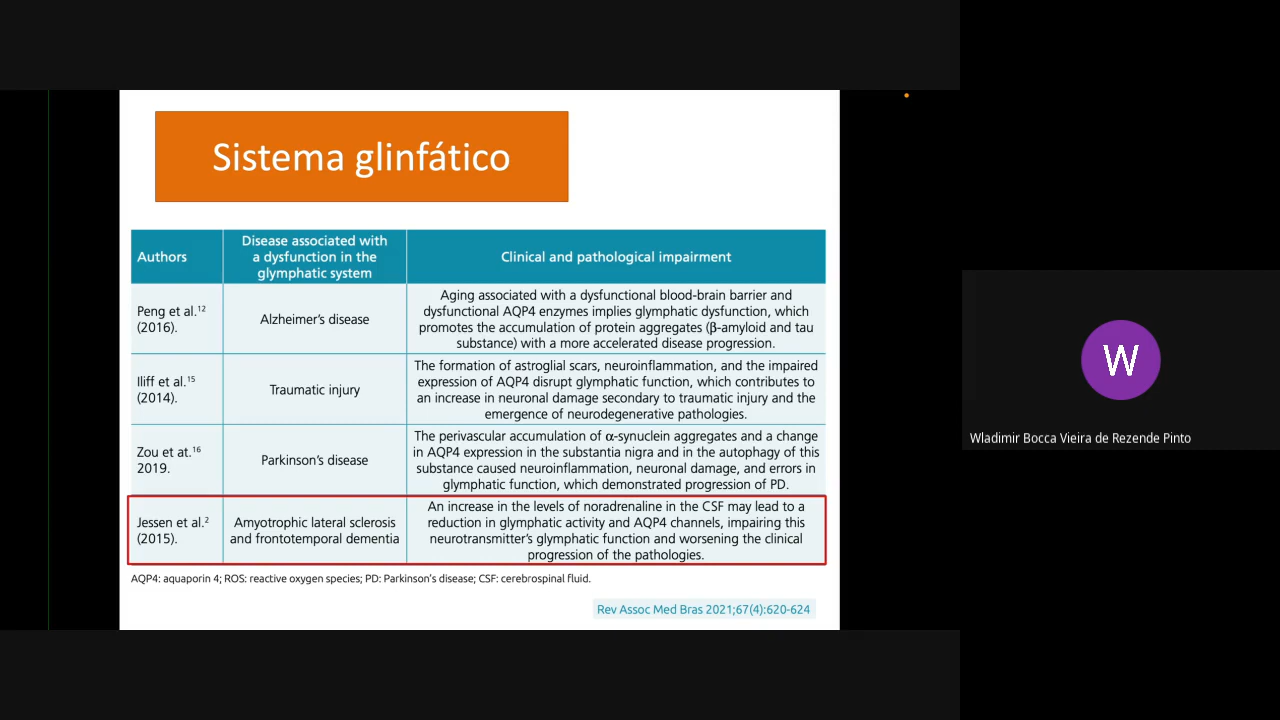 Sistema glinfático
Authors
Disease associated with
a dysfunction in the
glymphatic system
Clinical and pathological impairment
Peng et al.12
(2016).
Alzheimer's disease
Aging associated with a dysfunctional blood-brain barrier and
dysfunctional AQP4 enzymes implies glymphatic dysfunction, which
promotes the accumulation of protein aggregates (β-amyloid and tau
substance) with a more accelerated disease progression.
Iliff et al.15
(2014).
Traumatic injury
The formation of astroglial scars, neuroinflammation, and the impaired
expression of AQP4 disrupt glymphatic function, which contributes to
an increase in neuronal damage secondary to traumatic injury and the
emergence of neurodegenerative pathologies.
Zou et at.16
2019.
Parkinson's disease
The perivascular accumulation of α-synuclein aggregates and a change
in AQP4 expression in the substantia nigra and in the autophagy of this
substance caused neuroinflammation, neuronal damage, and errors in
glymphatic function, which demonstrated progression of PD.
Jessen et al.2
(2015).
Amyotrophic lateral sclerosis
and frontotemporal dementia
An increase in the levels of noradrenaline in the CSF may lead to a
reduction in glymphatic activity and AQP4 channels, impairing this
neurotransmitter's glymphatic function and worsening the clinical
progression of the pathologies.
AQP4: aquaporin 4; ROS: reactive oxygen species; PD: Parkinson's disease; CSF: cerebrospinal fluid.
Rev Assoc Med Bras 2021;67(4):620-624
W
Wladimir Bocca Vieira de Rezende Pinto